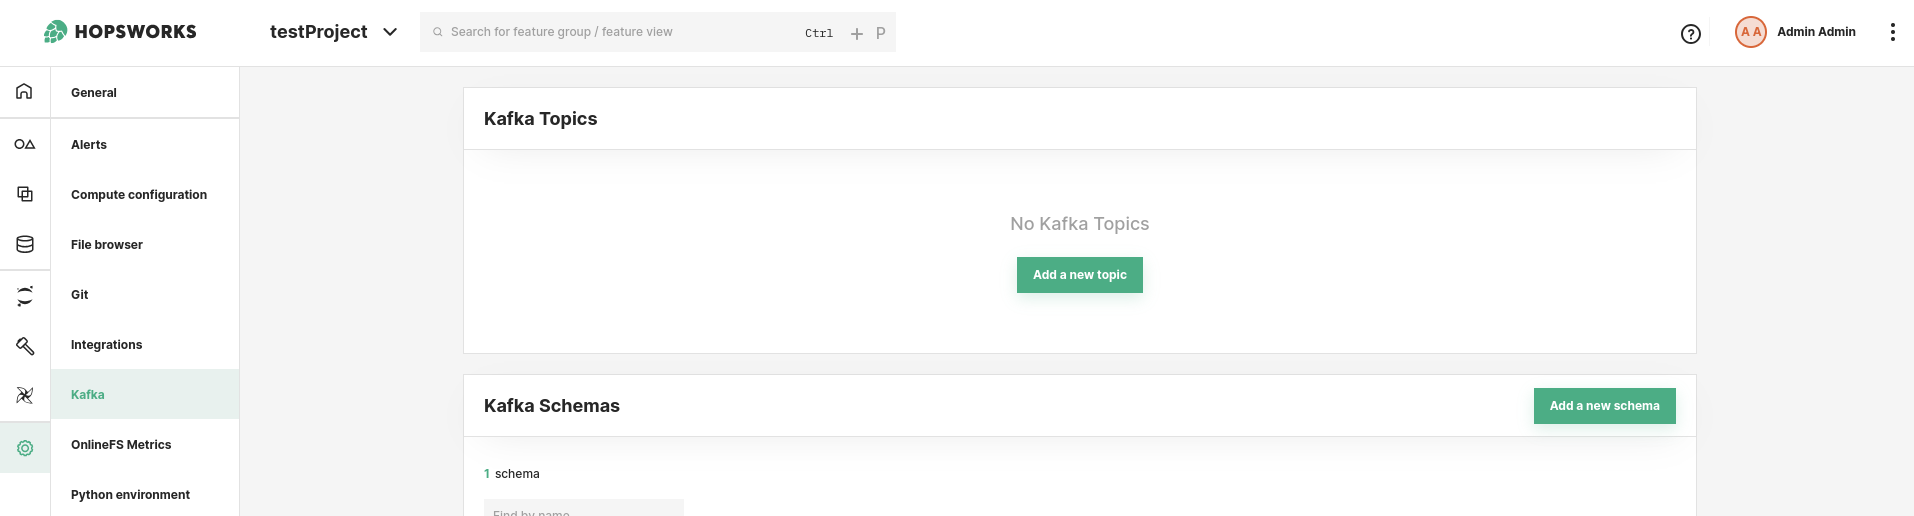 HOPSWORKS
testProject
Search for feature group / feature view
Ctrl + P
A A
Admin Admin
General
Alerts
Compute configuration
File browser
Git
Integrations
Kafka
OnlineFS Metrics
Python environment
Kafka Topics
No Kafka Topics
Add a new topic
Kafka Schemas
Add a new schema
1 schema
Find by name